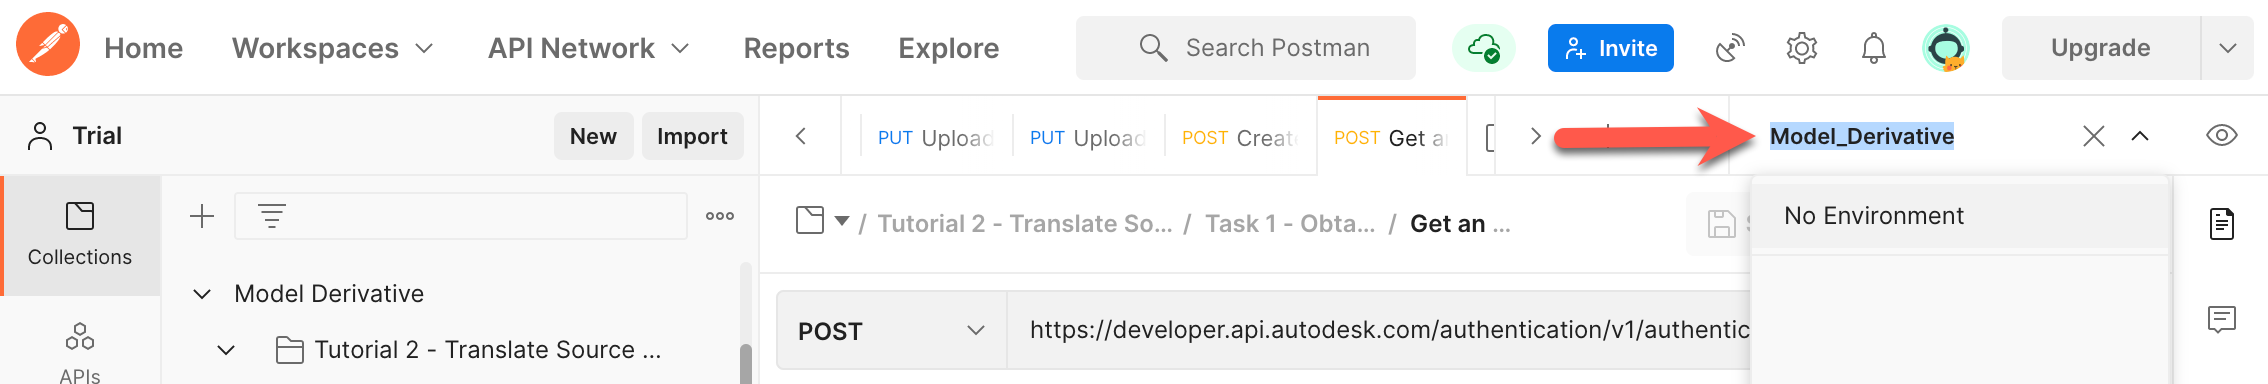 Home Workspaces API Network Reports Explore Search Postman Invite Upgrade
Trial New Import
PUT Upload PUT Upload POST Create POST Get an Model_Derivative
Collections
/ Tutorial 2 - Translate So... / Task 1 - Obta... / Get an ...
No Environment
Model Derivative
POST https://developer.api.autodesk.com/authentication/v1/authentic
Tutorial 2 - Translate Source ...
APIs